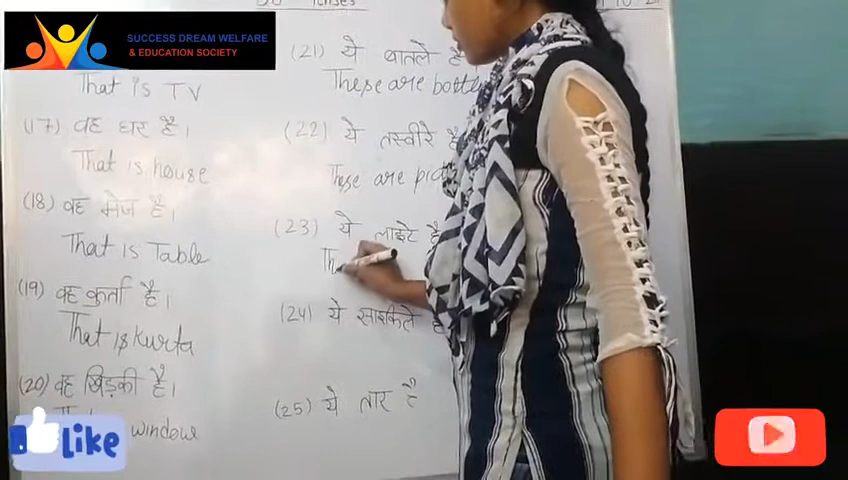 SUCCESS DREAM WELFARE
& EDUCATION SOCIETY
That is TV
(17) वह घर है।
That is house
(18) वह मेज है।
That is Table
(19) वह कुर्ता है।
That is Kurta
(20) वह खिड़की है।
window
Like
(21) ये बातले है
These are bottle
(22) ये तस्वीरे है
These are
(23) ये लाइटे है
Th
(24) ये साइकिले
(25) ये तार है